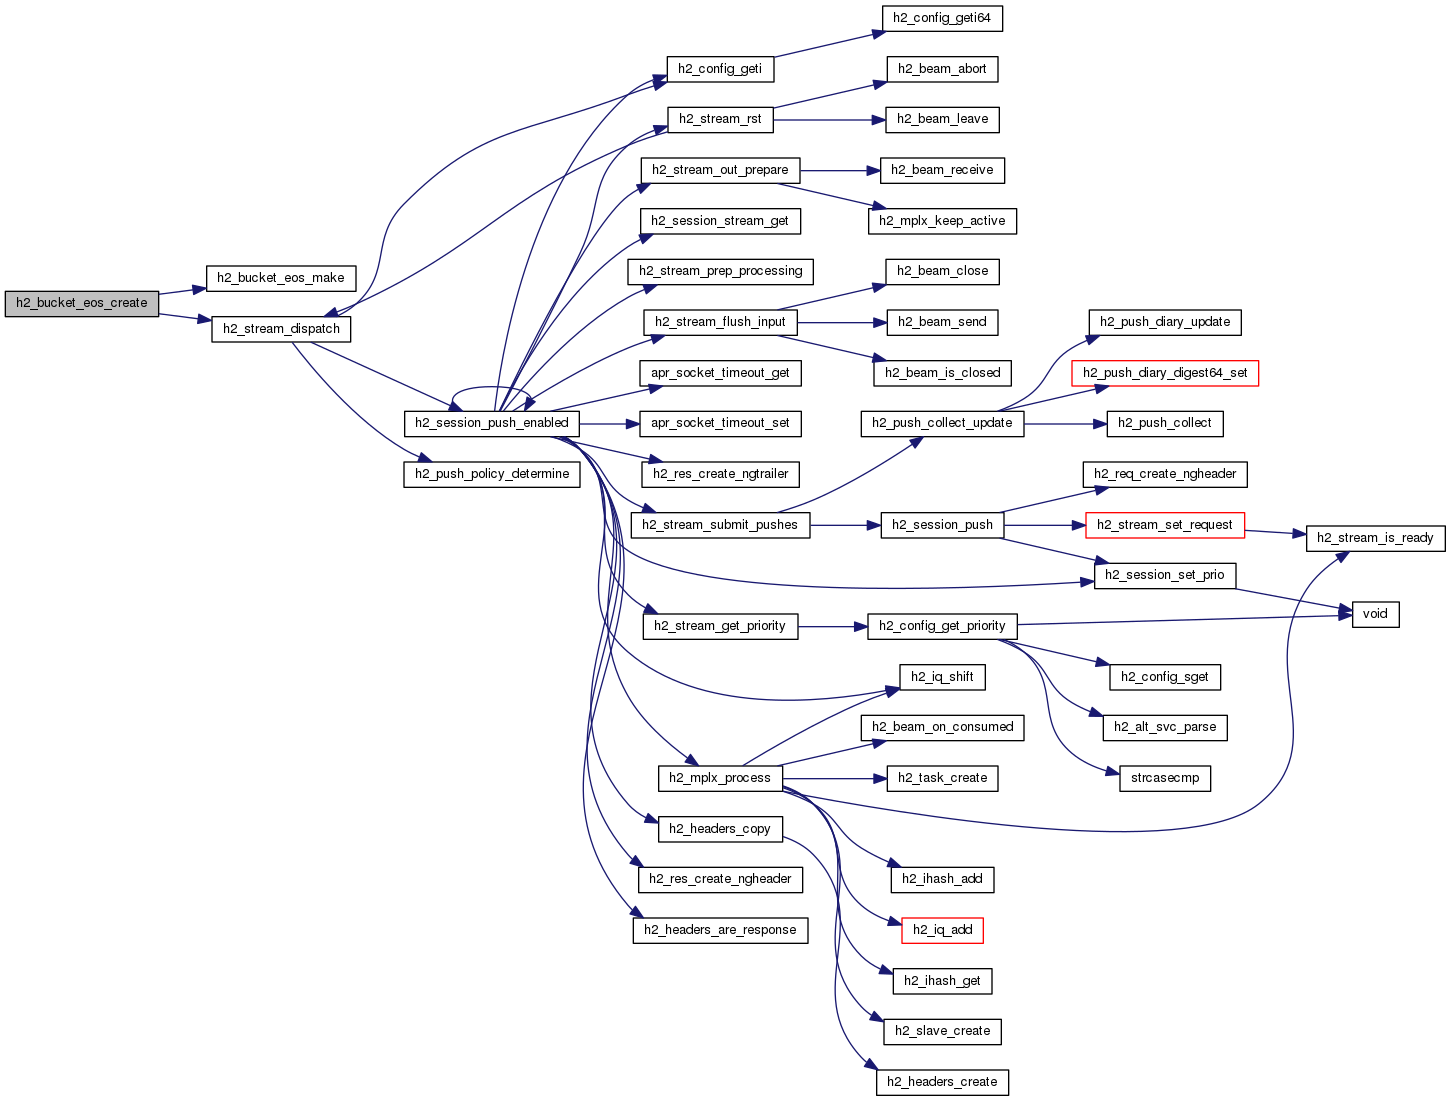 h2_bucket_eos_create
h2_bucket_eos_make
h2_stream_dispatch
h2_session_push_enabled
h2_push_policy_determine
h2_config_geti
h2_stream_rst
h2_stream_out_prepare
h2_session_stream_get
h2_stream_prep_processing
h2_stream_flush_input
apr_socket_timeout_get
apr_socket_timeout_set
h2_res_create_ngtrailer
h2_stream_submit_pushes
h2_stream_get_priority
h2_mplx_process
h2_headers_copy
h2_res_create_ngheader
h2_headers_are_response
h2_config_geti64
h2_beam_abort
h2_beam_leave
h2_beam_receive
h2_mplx_keep_active
h2_beam_close
h2_beam_send
h2_beam_is_closed
h2_push_collect_update
h2_session_push
h2_config_get_priority
h2_iq_shift
h2_beam_on_consumed
h2_task_create
h2_ihash_add
h2_iq_add
h2_ihash_get
h2_slave_create
h2_headers_create
h2_push_diary_update
h2_push_diary_digest64_set
h2_push_collect
h2_req_create_ngheader
h2_stream_set_request
h2_session_set_prio
h2_config_sget
h2_alt_svc_parse
strcasecmp
h2_stream_is_ready
void